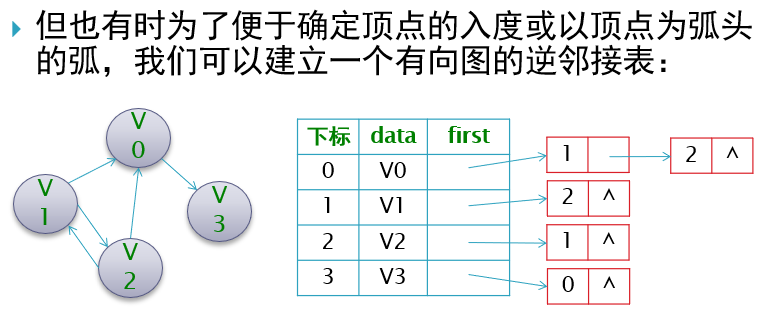 但也有时为了便于确定顶点的入度或以顶点为弧头
的弧，我们可以建立一个有向图的逆邻接表：
V
0
V
1
V
2
V
3
下标 data first
0 V0
1 V1
2 V2
3 V3
1
2 ^
2 ^
1 ^
0 ^